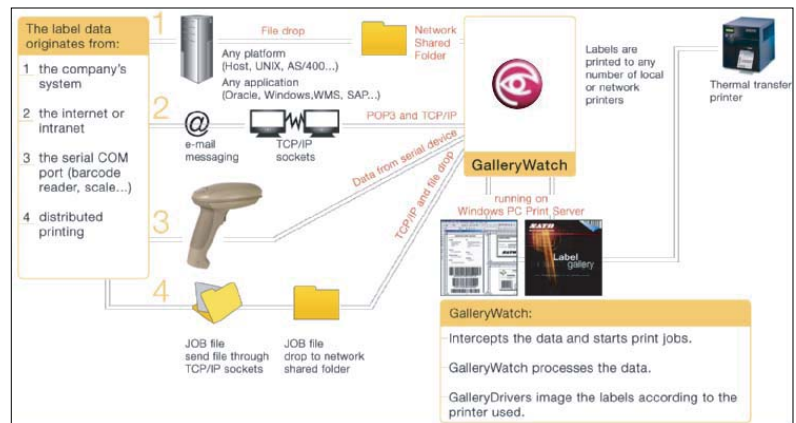 The label data
originates from:
1 the company's
system
2 the internet or
intranet
3 the serial COM
port (barcode
reader, scale...)
4 distributed
printing
1
File drop
Any platform
(Host, UNIX, AS/400...)
Any application
(Oracle, Windows,WMS, SAP...)
Network
Shared
Folder
2
@
e-mail
messaging
TCP/IP
sockets
POP3 and TCP/IP
3
Data from serial device
4
JOB file
send file through
TCP/IP sockets
JOB file
drop to network
shared folder
TCP/IP and file drop
GalleryWatch
running on
Windows PC Print Server
SATO
Label
gallery
Labels are
printed to any
number of local
or network
printers
Thermal transfer
printer
GalleryWatch:
Intercepts the data and starts print jobs.
GalleryWatch processes the data.
GalleryDrivers image the labels according to the
printer used.